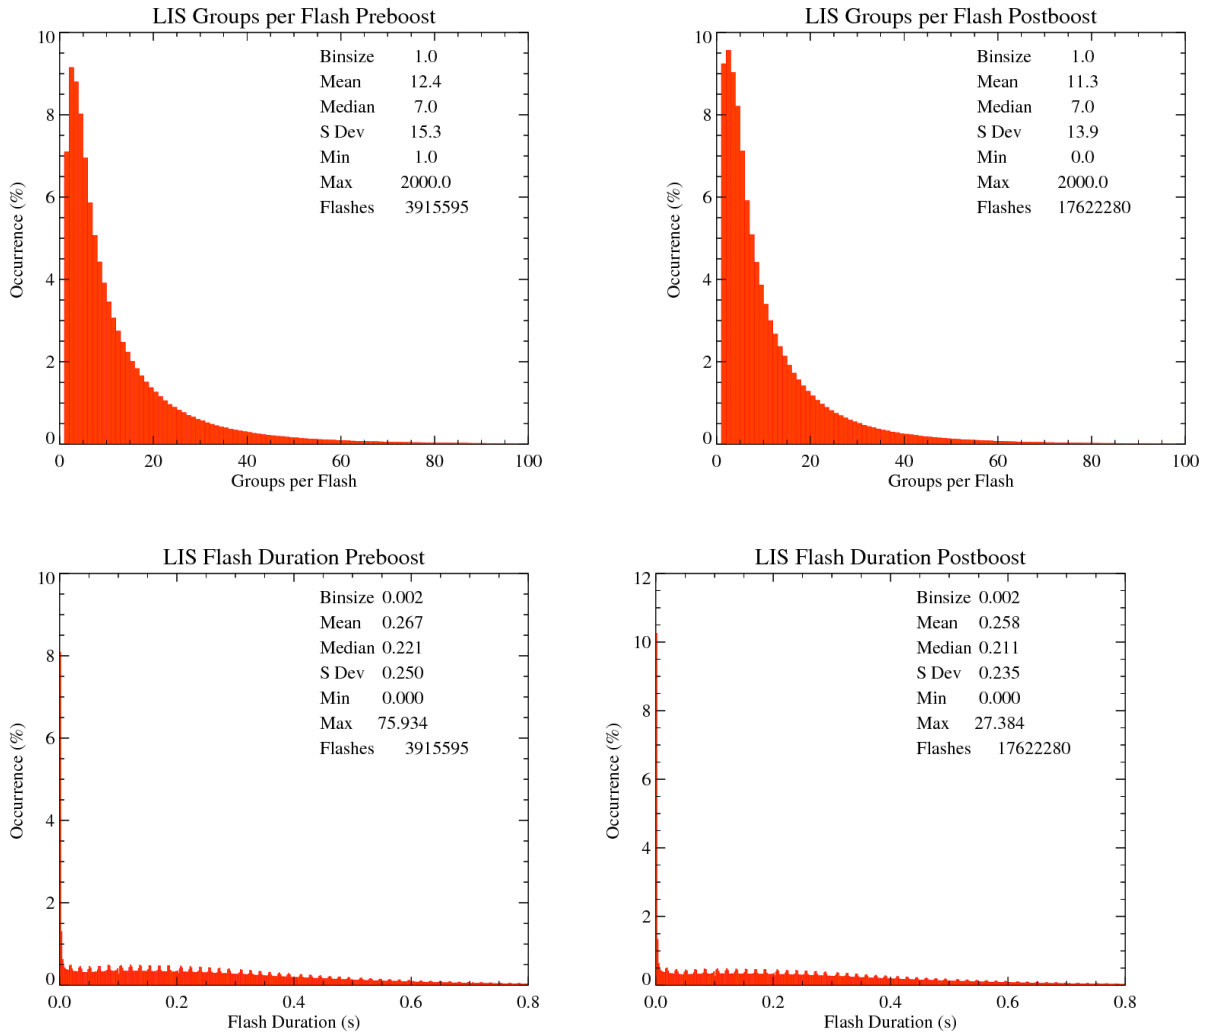 LIS Groups per Flash Preboost
10
8
6
4
2
0
Occurrence (%)
Binsize 1.0
Mean 12.4
Median 7.0
S Dev 15.3
Min 1.0
Max 2000.0
Flashes 3915595
0 20 40 60 80 100
Groups per Flash
LIS Groups per Flash Postboost
10
8
6
4
2
0
Occurrence (%)
Binsize 1.0
Mean 11.3
Median 7.0
S Dev 13.9
Min 0.0
Max 2000.0
Flashes 17622280
0 20 40 60 80 100
Groups per Flash
LIS Flash Duration Preboost
10
8
6
4
2
0
Occurrence (%)
Binsize 0.002
Mean 0.267
Median 0.221
S Dev 0.250
Min 0.000
Max 75.934
Flashes 3915595
0.0 0.2 0.4 0.6 0.8
Flash Duration (s)
LIS Flash Duration Postboost
12
10
8
6
4
2
0
Occurrence (%)
Binsize 0.002
Mean 0.258
Median 0.211
S Dev 0.235
Min 0.000
Max 27.384
Flashes 17622280
0.0 0.2 0.4 0.6 0.8
Flash Duration (s)